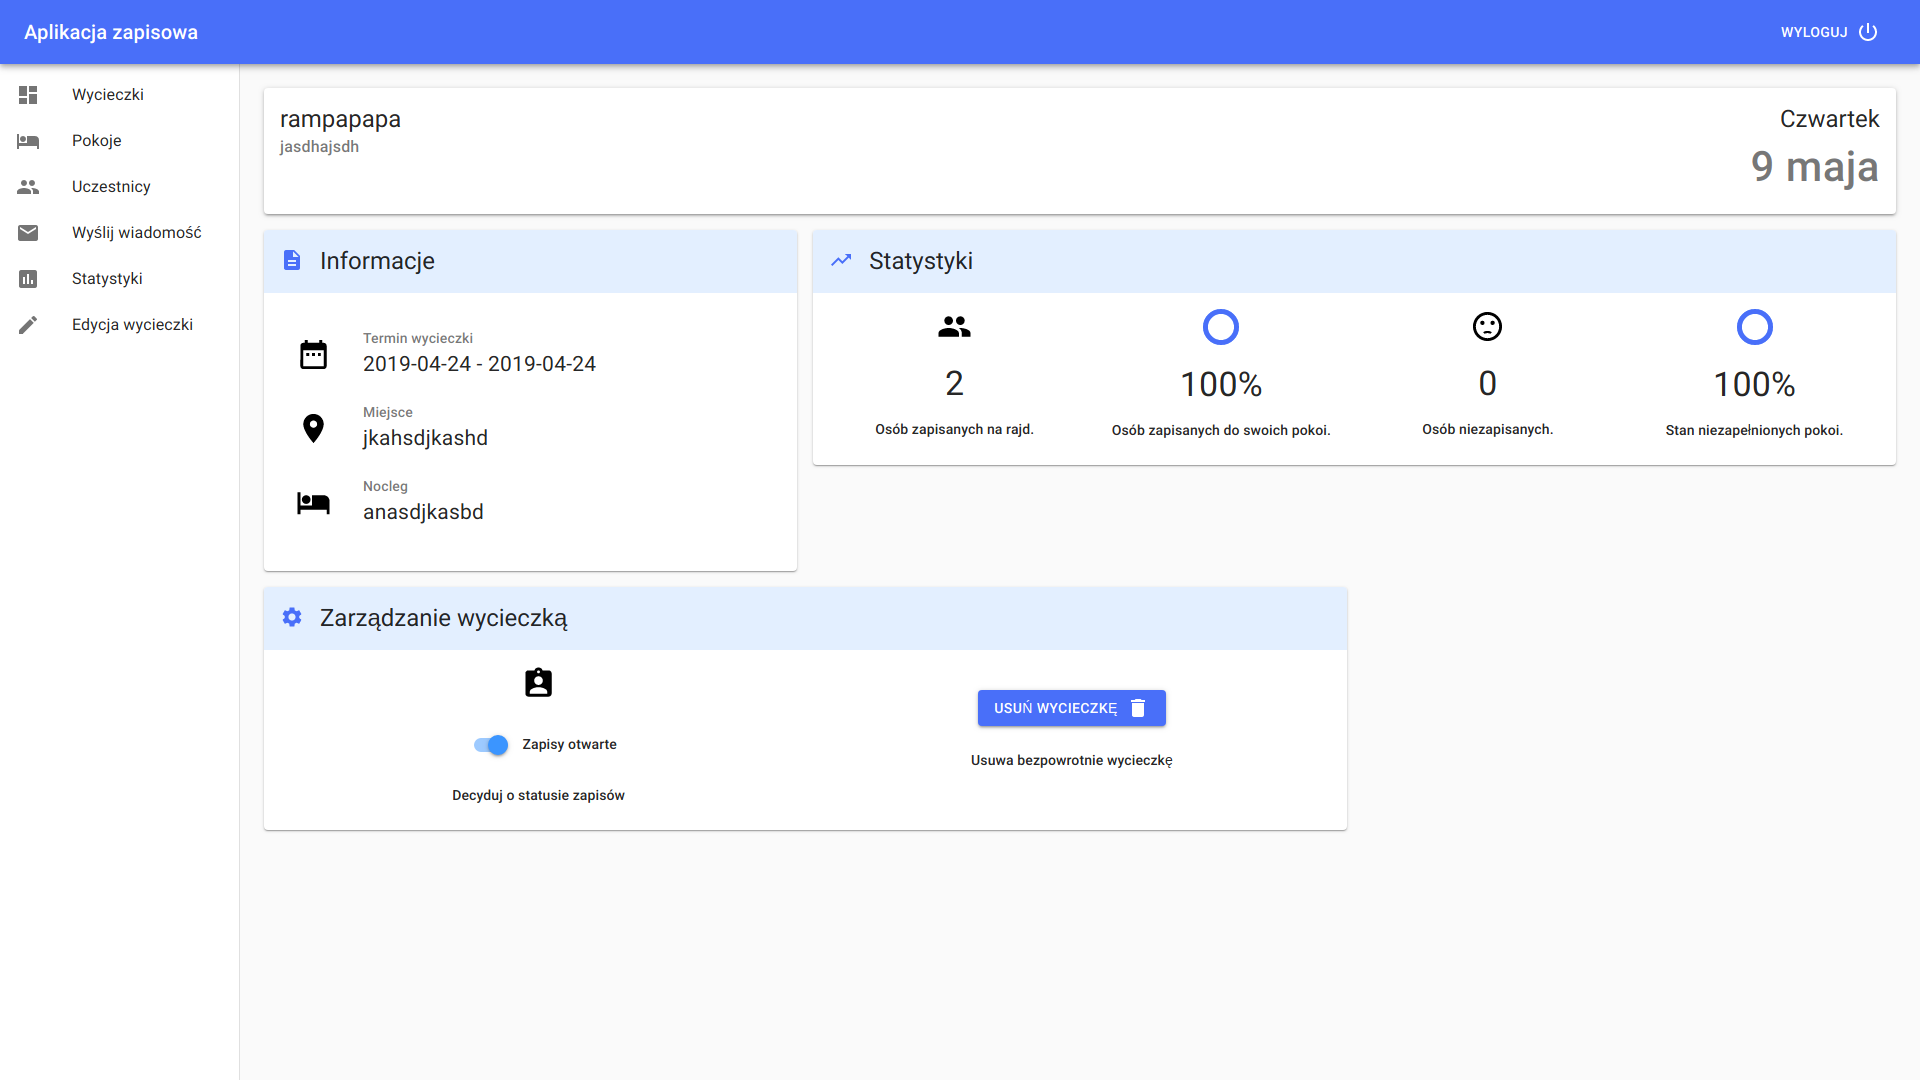 Aplikacja zapisowa
WYLOGUJ
Wycieczki
Pokoje
Uczestnicy
Wyślij wiadomość
Statystyki
Edycja wycieczki
rampapapa
jasdhajsdh
Czwartek
9 maja
Informacje
Termin wycieczki
2019-04-24 - 2019-04-24
Miejsce
jkahsdjkashd
Nocleg
anasdjkasbd
Statystyki
2
Osób zapisanych na rajd.
100%
Osób zapisanych do swoich pokoi.
0
Osób niezapisanych.
100%
Stan niezapełnionych pokoi.
Zarządzanie wycieczką
Zapisy otwarte
Decyduj o statusie zapisów
USUŃ WYCIECZKĘ
Usuwa bezpowrotnie wycieczkę